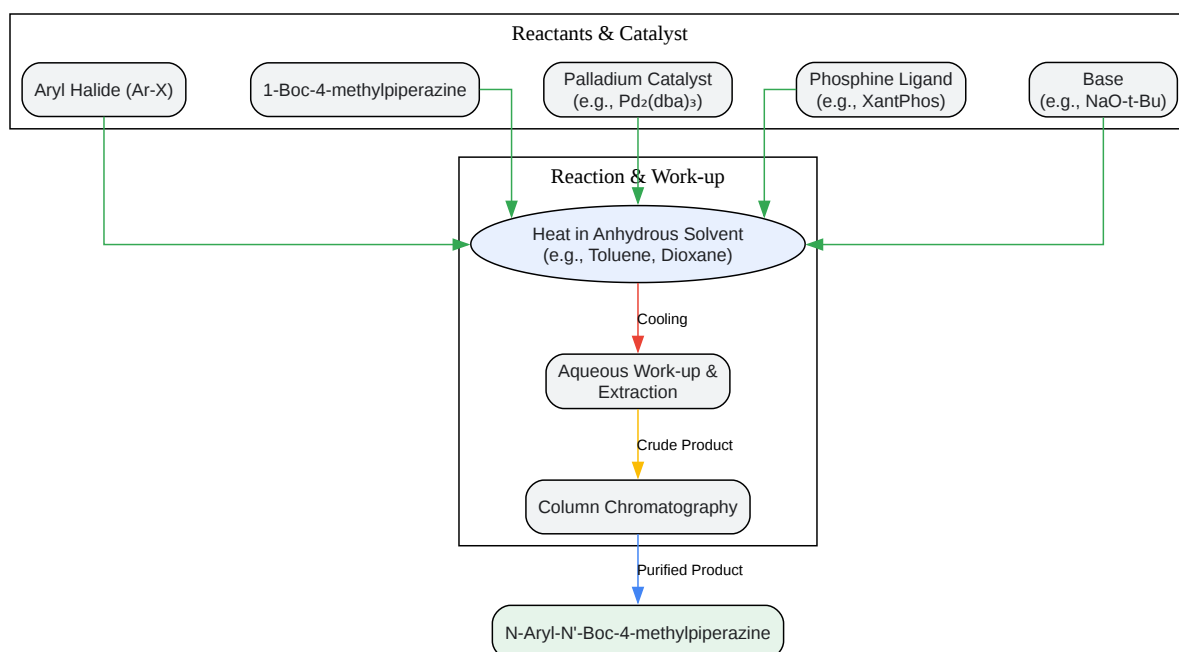 Reactants & Catalyst
Aryl Halide (Ar-X)
1-Boc-4-methylpiperazine
Palladium Catalyst
(e.g., Pd₂(dba)₃)
Phosphine Ligand
(e.g., XantPhos)
Base
(e.g., NaO-t-Bu)
Reaction & Work-up
Heat in Anhydrous Solvent
(e.g., Toluene, Dioxane)
Cooling
Aqueous Work-up &
Extraction
Crude Product
Column Chromatography
Purified Product
N-Aryl-N'-Boc-4-methylpiperazine